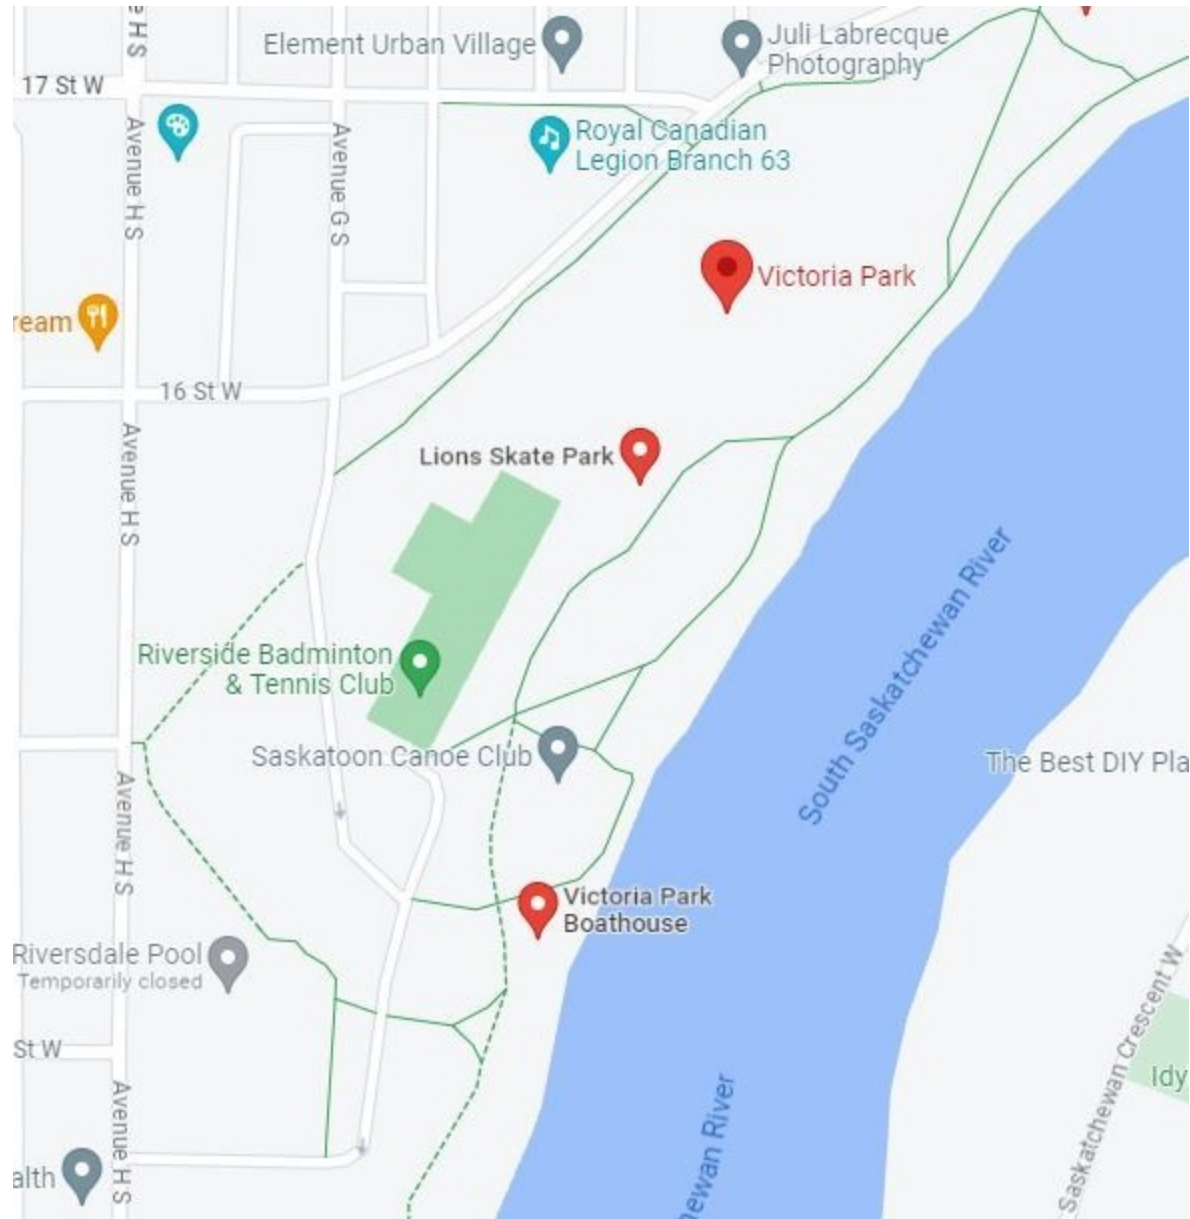 e H S
Element Urban Village
Juli Labrecque
Photography
17 St W
Avenue H S
Avenue G S
Royal Canadian
Legion Branch 63
Victoria Park
ream
16 St W
Avenue H S
Lions Skate Park
South Saskatchewan River
Riverside Badminton
& Tennis Club
Saskatoon Canoe Club
The Best DIY Pla
Avenue H S
Victoria Park
Boathouse
Riversdale Pool
Temporarily closed
Saskatchewan Crescent W
St W
Idy
Avenue H S
hewan River
alth